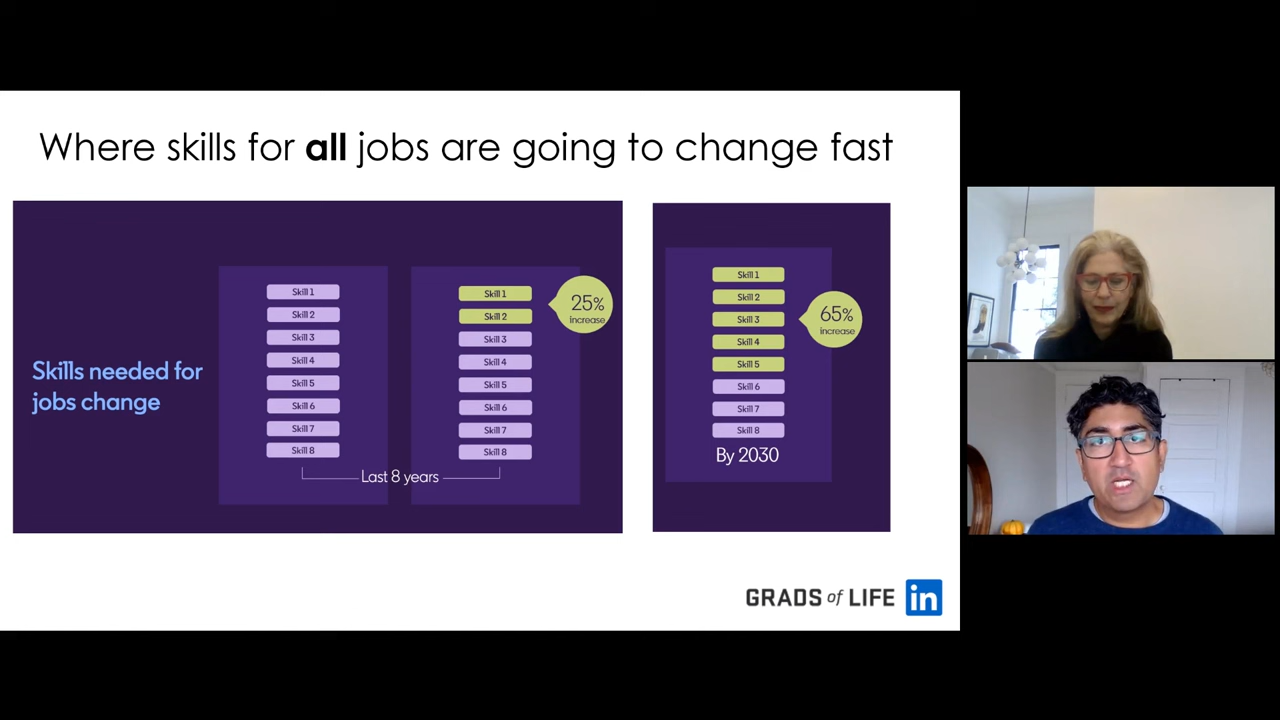 Where skills for all jobs are going to change fast
Skills needed for
jobs change
Skill 1
Skill 2
Skill 3
Skill 4
Skill 5
Skill 6
Skill 7
Skill 8
Skill 1
Skill 2
Skill 3
Skill 4
Skill 5
Skill 6
Skill 7
Skill 8
Last 8 years
25%
increase
Skill 1
Skill 2
Skill 3
Skill 4
Skill 5
Skill 6
Skill 7
Skill 8
By 2030
65%
increase
GRADS of LIFE in